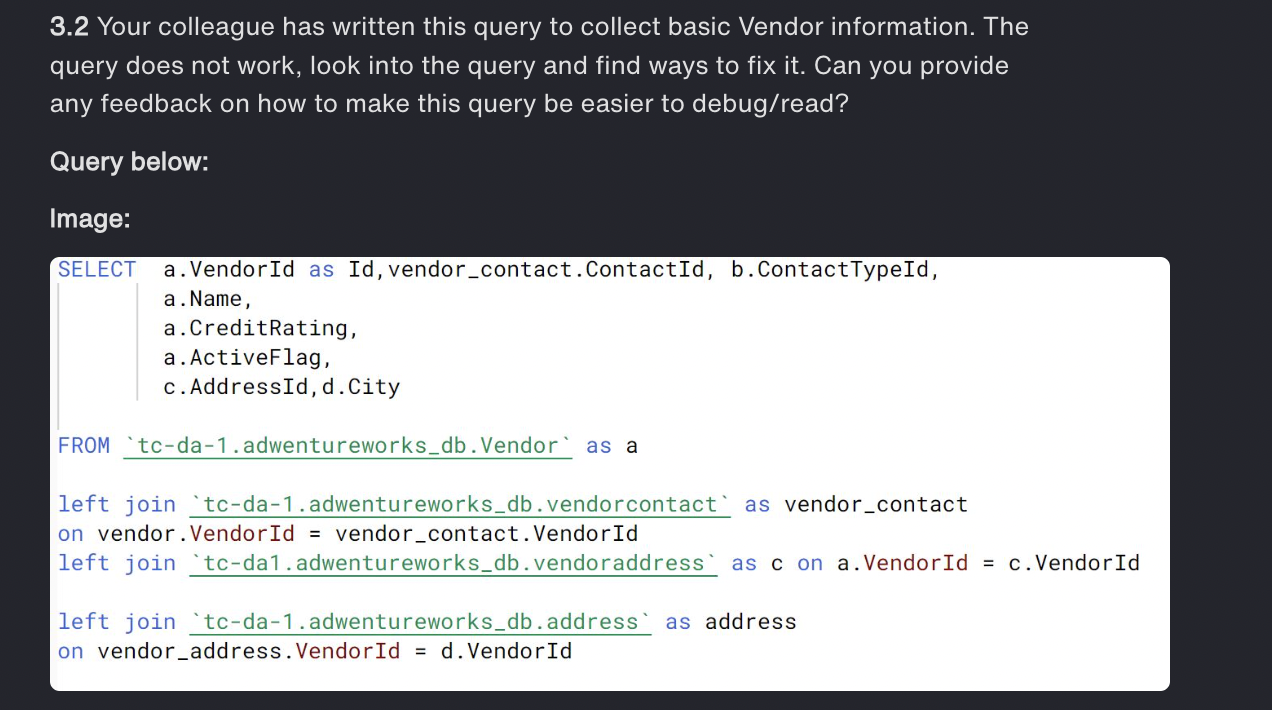 3.2 Your colleague has written this query to collect basic Vendor information. The
query does not work, look into the query and find ways to fix it. Can you provide
any feedback on how to make this query be easier to debug/read?
Query below:
Image:
SELECT  a.VendorId as Id,vendor_contact.ContactId, b.ContactTypeId,
a.Name,
a.CreditRating,
a.ActiveFlag,
c.AddressId,d.City
FROM `tc-da-1.adwentureworks_db.Vendor` as a
left join `tc-da-1.adwentureworks_db.vendorcontact` as vendor_contact
on vendor.VendorId = vendor_contact.VendorId
left join `tc-da1.adwentureworks_db.vendoraddress` as c on a.VendorId = c.VendorId
left join `tc-da-1.adwentureworks_db.address` as address
on vendor_address.VendorId = d.VendorId